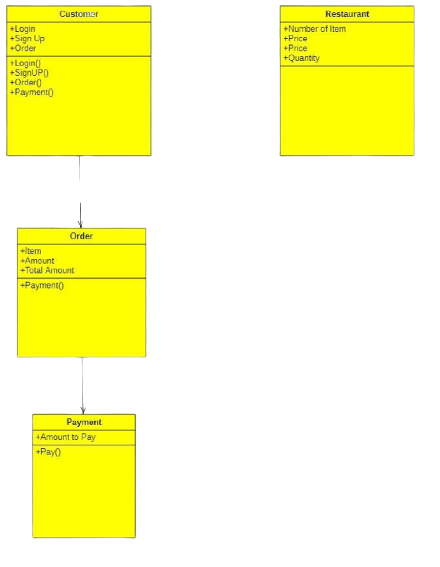 Customer
+Login
+Sign Up
+Order
+Login()
+SignUP()
+Order()
+Payment()
Restaurant
+Number of Item
+Price
+Price
+Quantity
Order
+Item
+Amount
+Total Amount
+Payment()
Payment
+Amount to Pay
+Pay()